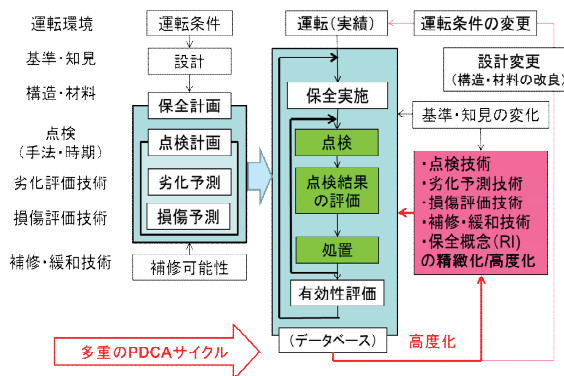 運転環境
基準・知見
構造・材料
点検
(手法・時期)
劣化評価技術
損傷評価技術
補修・緩和技術
運転条件
設計
保全計画
点検計画
劣化予測
損傷予測
補修可能性
運転(実績)
保全実施
点検
点検結果
の評価
処置
有効性評価
(データベース)
運転条件の変更
設計変更
(構造・材料の改良)
基準・知見の変化
・点検技術
・劣化予測技術
・損傷評価技術
・補修・緩和技術
・保全概念(RI)
の精緻化/高度化
高度化
多重のPDCAサイクル